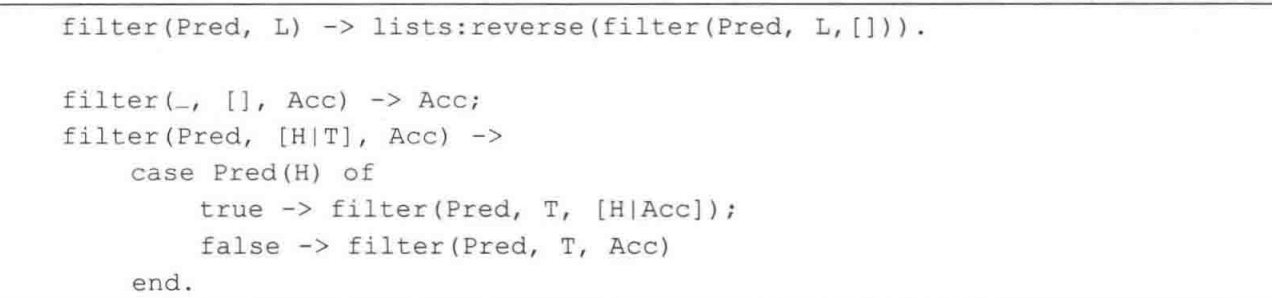 filter(Pred, L) -> lists:reverse(filter(Pred, L,[])).

filter(_, [], Acc) -> Acc;
filter(Pred, [H|T], Acc) ->
    case Pred(H) of
        true -> filter(Pred, T, [H|Acc]);
        false -> filter(Pred, T, Acc)
    end.